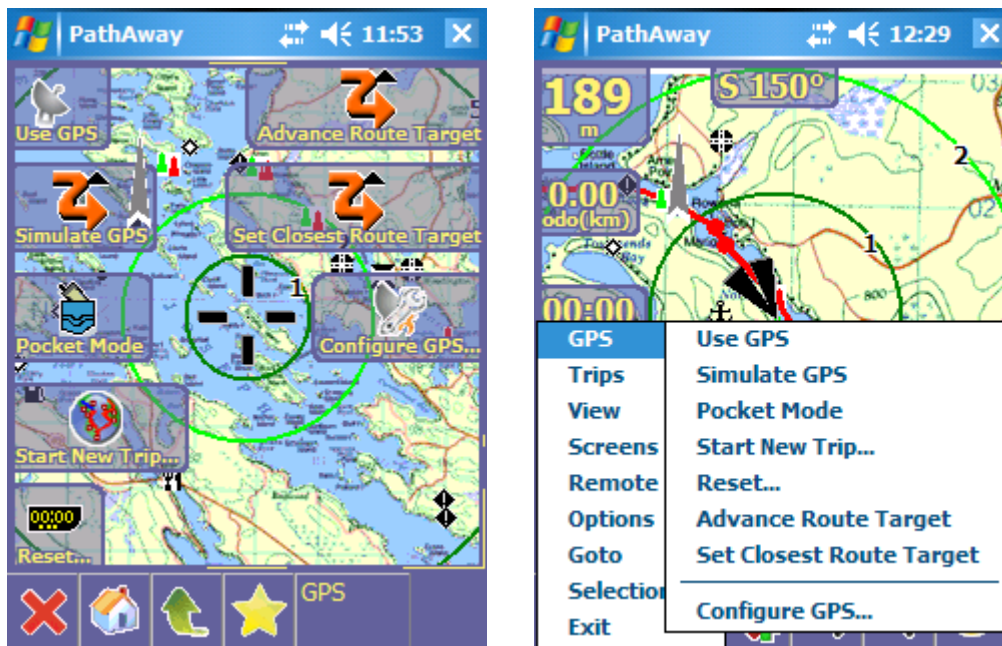 PathAway 11:53
Use GPS
Advance Route Target
Simulate GPS
Set Closest Route Target
1
Pocket Mode
Configure GPS...
Start New Trip...
00:00
Reset...
GPS
PathAway 12:29
189
m
S 150º
2
0.00
odo(km)
1
00:00
800
GPS
Trips
View
Screens
Remote
Options
Goto
Selection
Exit
Use GPS
Simulate GPS
Pocket Mode
Start New Trip...
Reset...
Advance Route Target
Set Closest Route Target
Configure GPS...